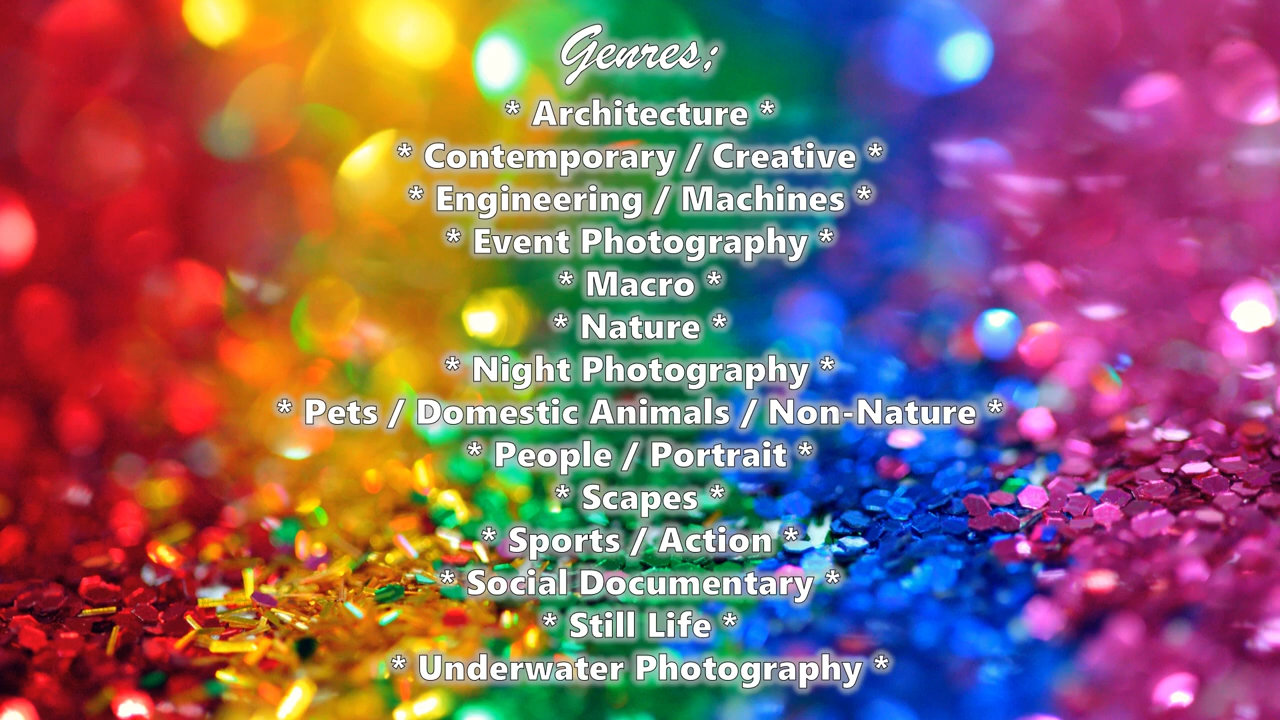 Genres;
* Architecture *
* Contemporary / Creative *
* Engineering / Machines *
* Event Photography *
* Macro *
* Nature *
* Night Photography *
* Pets / Domestic Animals / Non-Nature *
* People / Portrait *
* Scapes *
* Sports / Action *
* Social Documentary *
* Still Life *
* Underwater Photography *